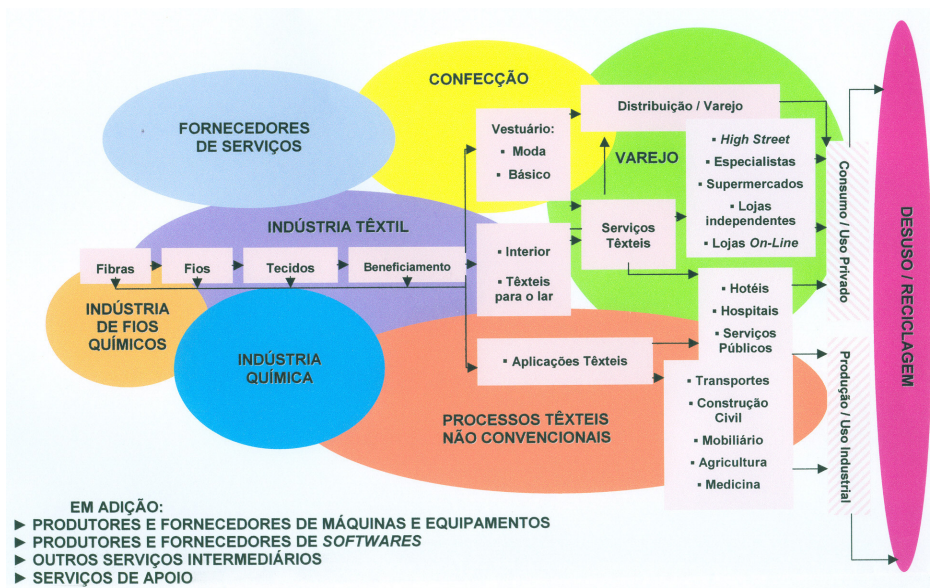 CONFECÇÃO
FORNECEDORES
DE SERVIÇOS
Distribuição / Varejo
Vestuário:
▪ Moda
▪ Básico
VAREJO
▪ High Street
▪ Especialistas
▪ Supermercados
▪ Lojas
independentes
▪ Lojas On-Line
INDÚSTRIA TÊXTIL
Serviços
Têxteis
▪ Interior
▪ Têxteis
para o lar
Fibras
Fios
Tecidos
Beneficiamento
▪ Hotéis
▪ Hospitais
▪ Serviços
Públicos
INDÚSTRIA
DE FIOS
QUÍMICOS
INDÚSTRIA
QUÍMICA
▪ Aplicações Têxteis
▪ Transportes
▪ Construção
Civil
▪ Mobiliário
▪ Agricultura
▪ Medicina
PROCESSOS TÊXTEIS
NÃO CONVENCIONAIS
Consumo / Uso Privado
Produção / Uso Industrial
DESUSO / RECICLAGEM
EM ADIÇÃO:
► PRODUTORES E FORNECEDORES DE MÁQUINAS E EQUIPAMENTOS
► PRODUTORES E FORNECEDORES DE SOFTWARES
► OUTROS SERVIÇOS INTERMEDIÁRIOS
► SERVIÇOS DE APOIO